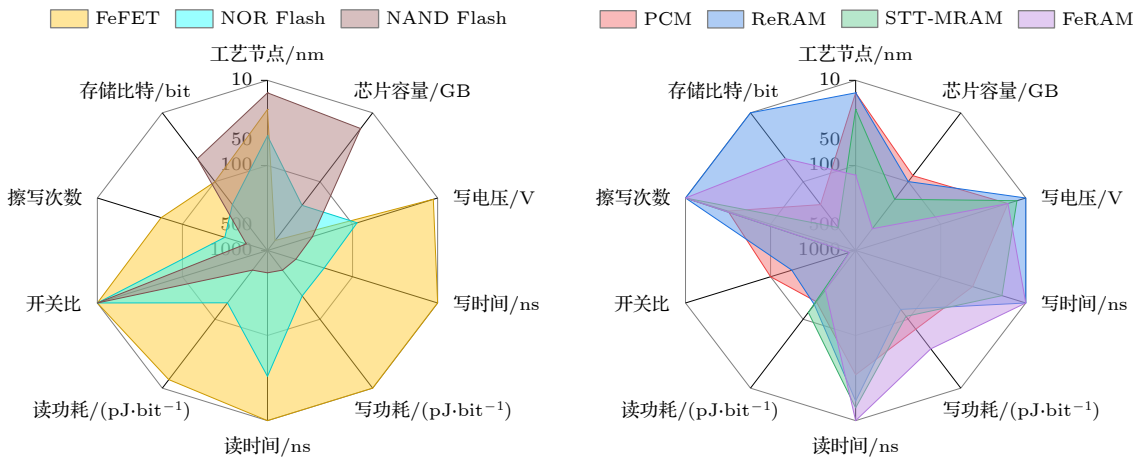 FeFET NOR Flash NAND Flash
工艺节点/nm
10
存储比特/bit
芯片容量/GB
50
100
擦写次数
500
写电压/V
1000
开关比
写时间/ns
读功耗/(pJ·bit⁻¹)
写功耗/(pJ·bit⁻¹)
读时间/ns
PCM ReRAM STT-MRAM FeRAM
工艺节点/nm
10
存储比特/bit
芯片容量/GB
50
100
擦写次数
500
写电压/V
1000
开关比
写时间/ns
读功耗/(pJ·bit⁻¹)
写功耗/(pJ·bit⁻¹)
读时间/ns